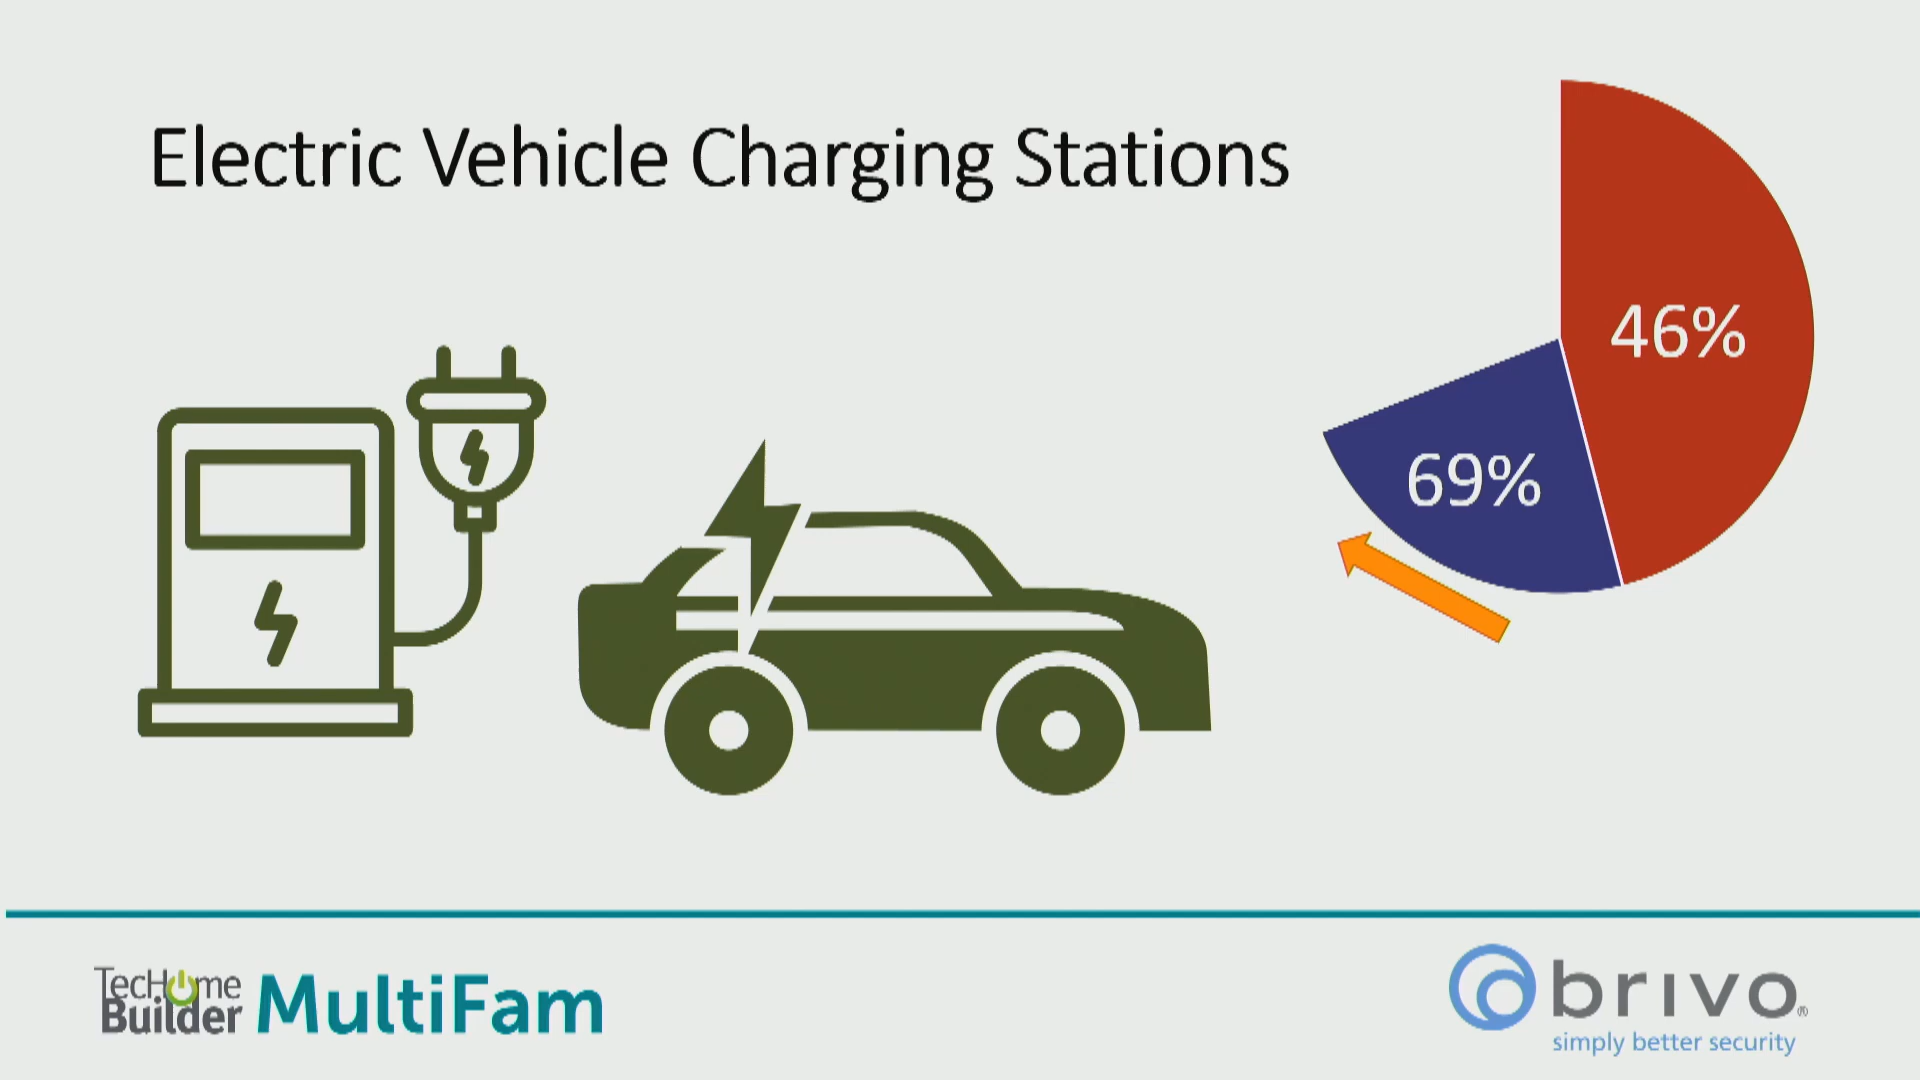 Electric Vehicle Charging Stations
46%
69%
TecHome
Builder
MultiFam
brivo®
simply better security